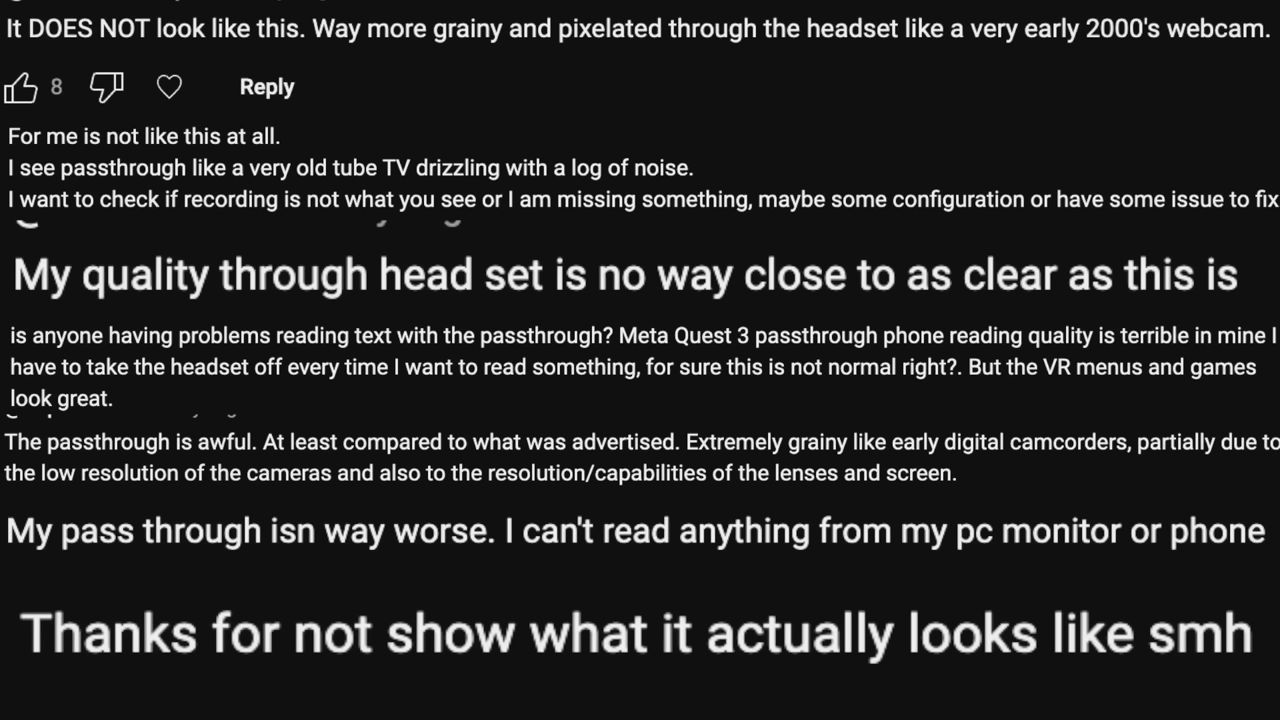 It DOES NOT look like this. Way more grainy and pixelated through the headset like a very early 2000's webcam.
8 Reply
For me is not like this at all.
I see passthrough like a very old tube TV drizzling with a log of noise.
I want to check if recording is not what you see or I am missing something, maybe some configuration or have some issue to fix
My quality through head set is no way close to as clear as this is
is anyone having problems reading text with the passthrough? Meta Quest 3 passthrough phone reading quality is terrible in mine I
have to take the headset off every time I want to read something, for sure this is not normal right?. But the VR menus and games
look great.
The passthrough is awful. At least compared to what was advertised. Extremely grainy like early digital camcorders, partially due to
the low resolution of the cameras and also to the resolution/capabilities of the lenses and screen.
My pass through isn way worse. I can't read anything from my pc monitor or phone
Thanks for not show what it actually looks like smh